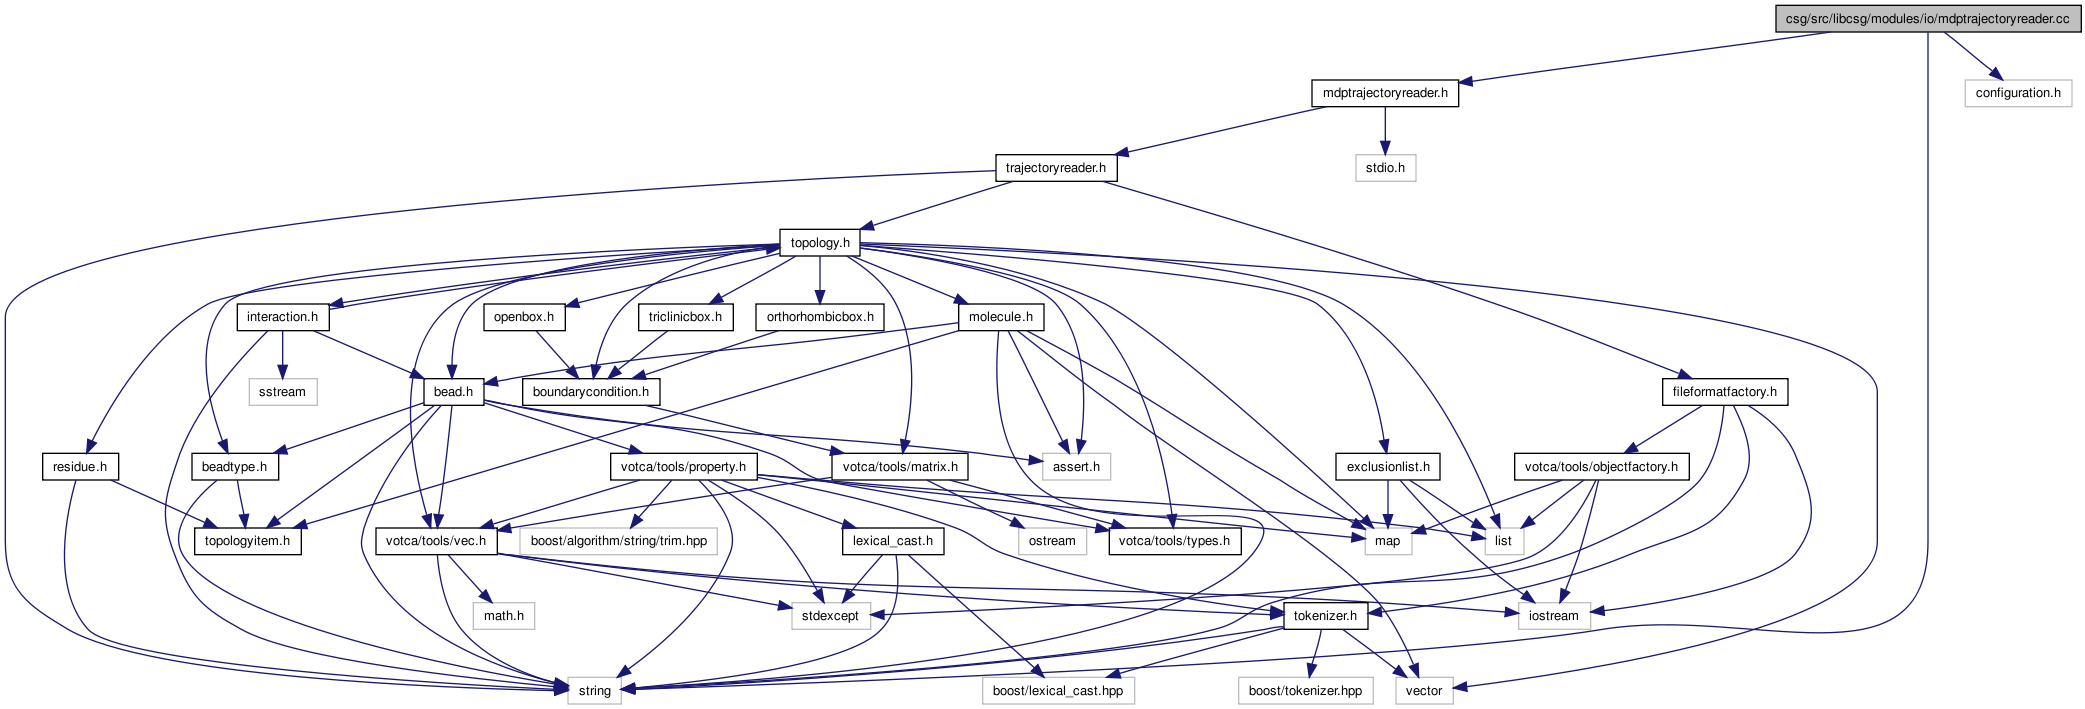 csg/src/libcsg/modules/io/mdptrajectoryreader.cc
mdptrajectoryreader.h
configuration.h
trajectoryreader.h
stdio.h
topology.h
interaction.h
openbox.h
triclinicbox.h
orthorhombicbox.h
molecule.h
sstream
bead.h
boundarycondition.h
fileformatfactory.h
residue.h
beadtype.h
votca/tools/property.h
votca/tools/matrix.h
assert.h
exclusionlist.h
votca/tools/objectfactory.h
topologyitem.h
votca/tools/vec.h
boost/algorithm/string/trim.hpp
lexical_cast.h
ostream
votca/tools/types.h
map
list
math.h
stdexcept
tokenizer.h
iostream
string
boost/lexical_cast.hpp
boost/tokenizer.hpp
vector